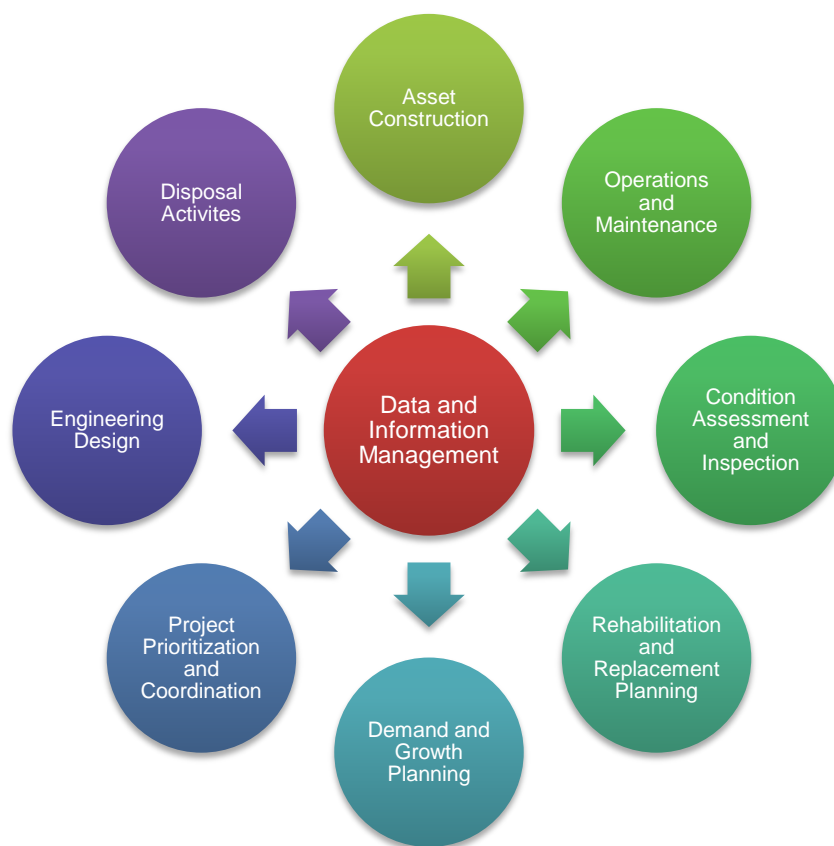 Asset
Construction
Operations
and
Maintenance
Condition
Assessment
and
Inspection
Rehabilitation
and
Replacement
Planning
Demand and
Growth
Planning
Project
Prioritization
and
Coordination
Engineering
Design
Disposal
Activites
Data and
Information
Management